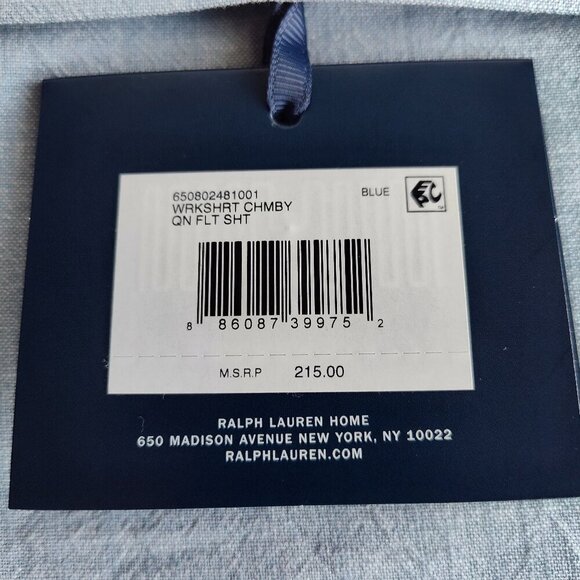 650802481001 BLUE
WRKSHRT CHMBY
QN FLT SHT
8 86087 39975 2
M.S.R.P 215.00
RALPH LAUREN HOME
650 MADISON AVENUE NEW YORK, NY 10022
RALPHLAUREN.COM